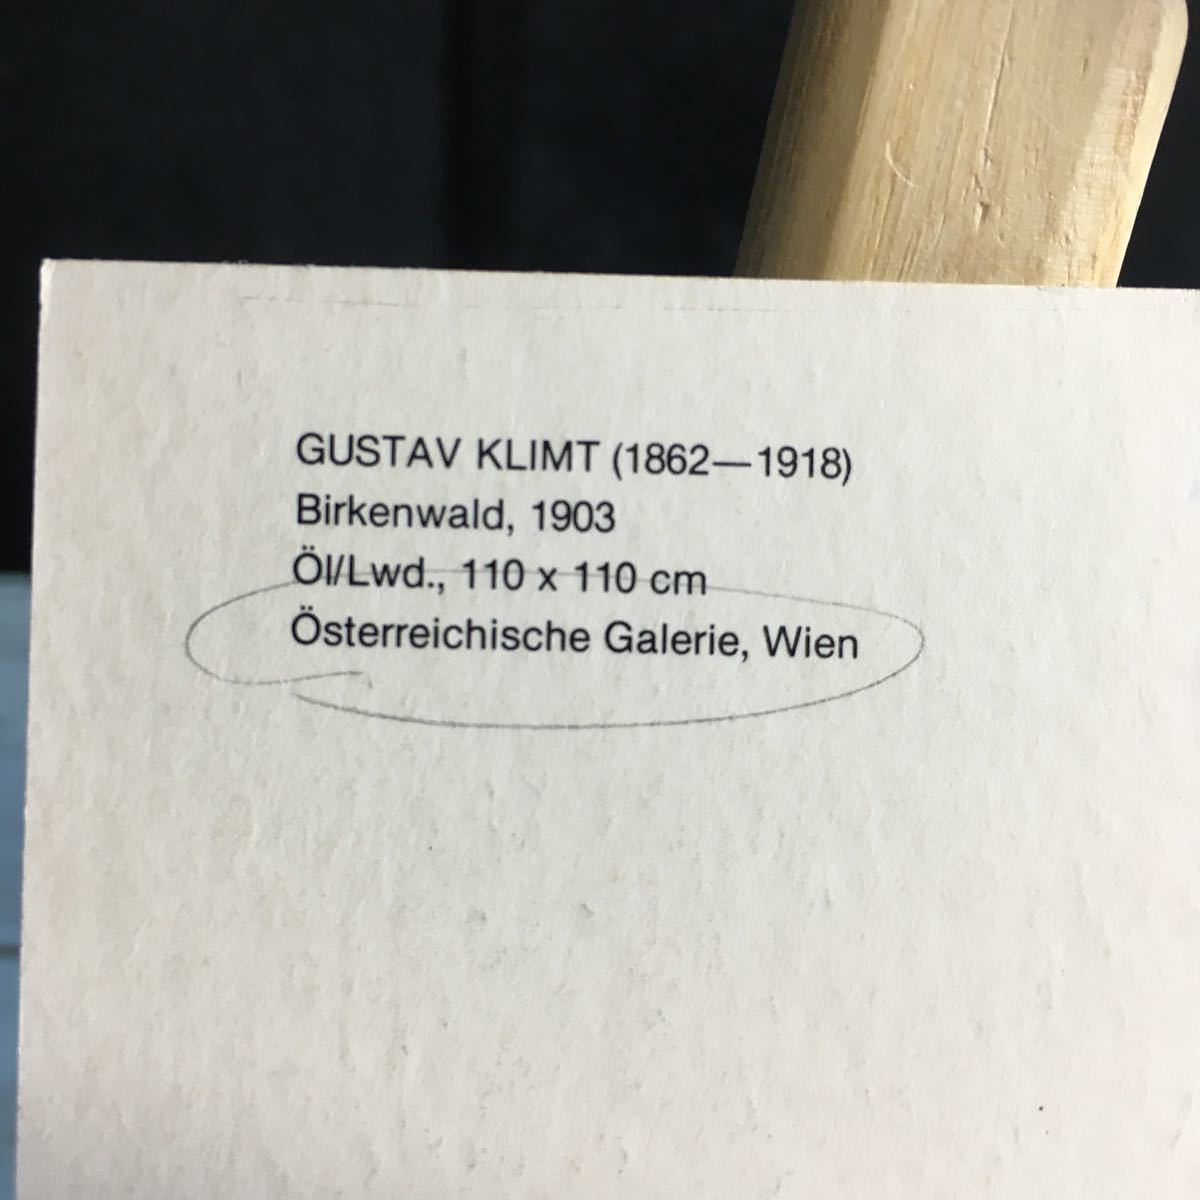 GUSTAV KLIMT (1862—1918)
Birkenwald, 1903
Öl/Lwd., 110 x 110 cm
Österreichische Galerie, Wien